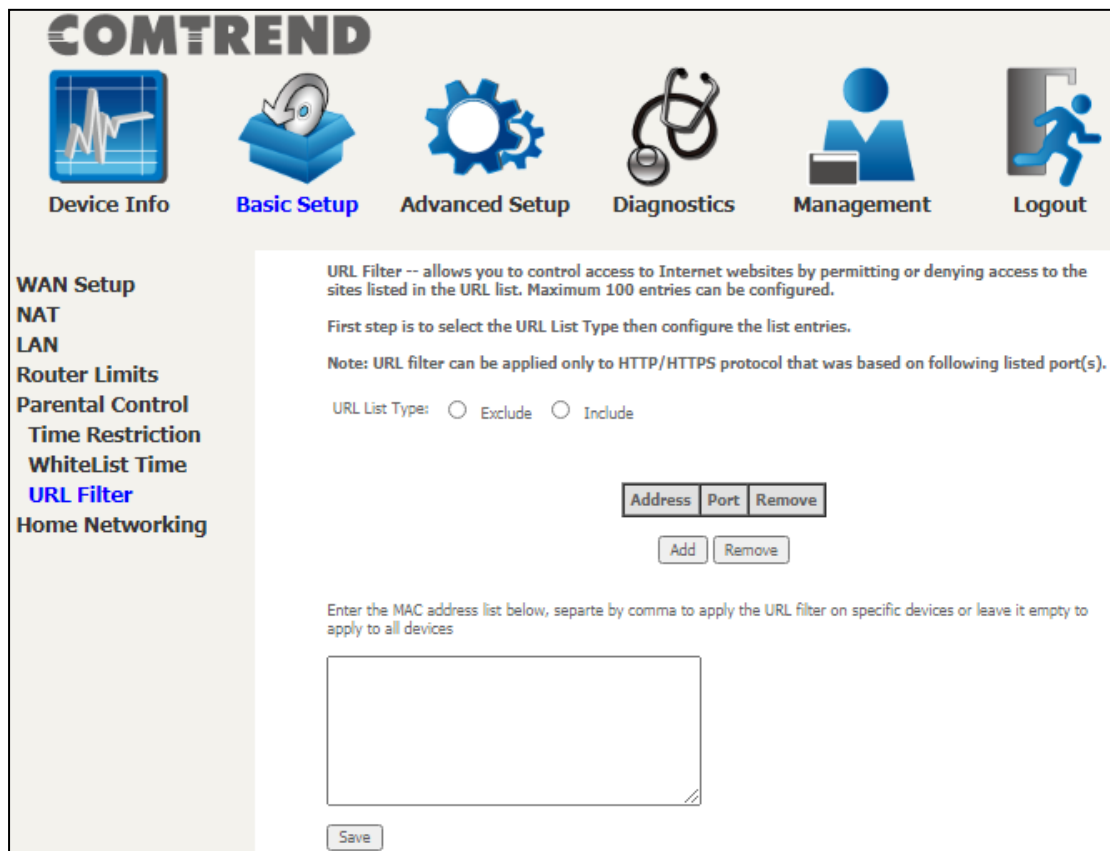 COMTREND
Device Info
Basic Setup
Advanced Setup
Diagnostics
Management
Logout
WAN Setup
NAT
LAN
Router Limits
Parental Control
Time Restriction
WhiteList Time
URL Filter
Home Networking
URL Filter -- allows you to control access to Internet websites by permitting or denying access to the
sites listed in the URL list. Maximum 100 entries can be configured.
First step is to select the URL List Type then configure the list entries.
Note: URL filter can be applied only to HTTP/HTTPS protocol that was based on following listed port(s).
URL List Type: Exclude Include
Address Port Remove
Add Remove
Enter the MAC address list below, separte by comma to apply the URL filter on specific devices or leave it empty to
apply to all devices
Save